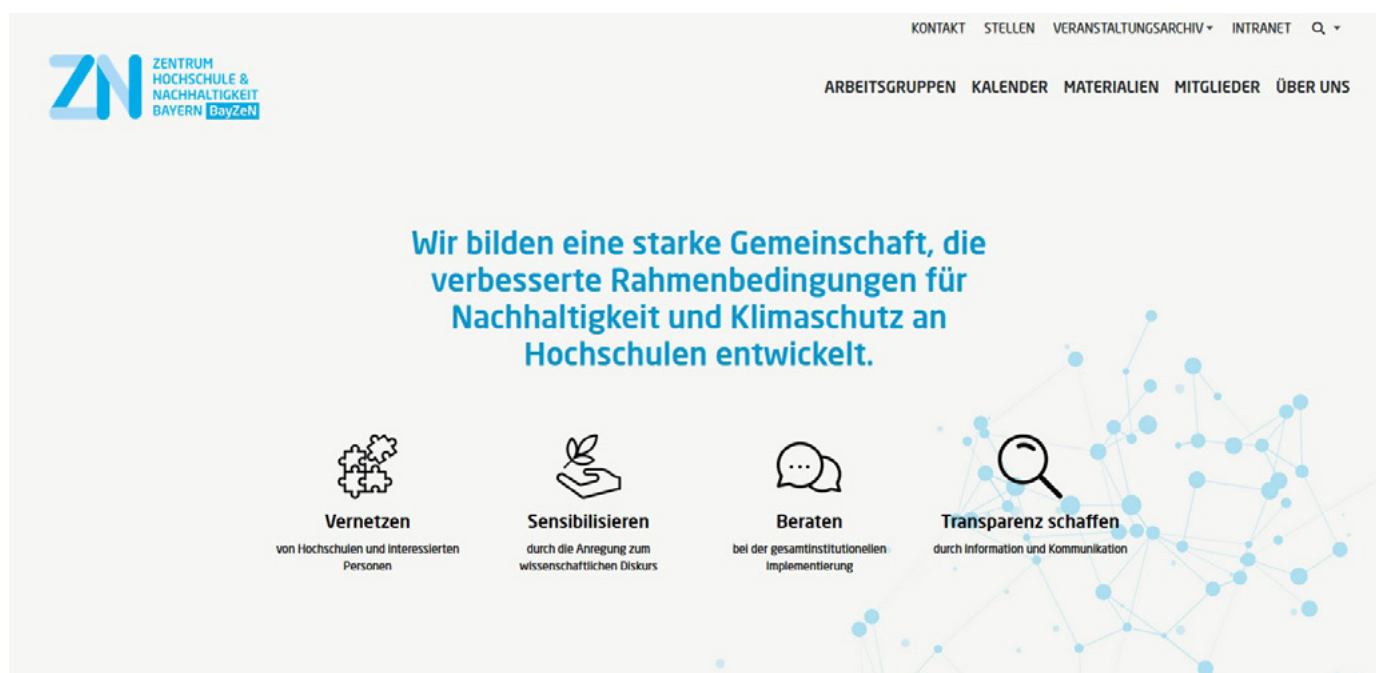 KONTAKT STELLEN VERANSTALTUNGSARCHIV INTRANET
ZENTRUM
HOCHSCHULE &
NACHHALTIGKEIT
BAYERN BayZeN
ZN
ARBEITSGRUPPEN KALENDER MATERIALIEN MITGLIEDER ÜBER UNS
Wir bilden eine starke Gemeinschaft, die
verbesserte Rahmenbedingungen für
Nachhaltigkeit und Klimaschutz an
Hochschulen entwickelt.
Vernetzen
von Hochschulen und interessierten
Personen
Sensibilisieren
durch die Anregung zum
wissenschaftlichen Diskurs
Beraten
bei der gesamtinstitutionellen
Implementierung
Transparenz schaffen
durch Information und Kommunikation